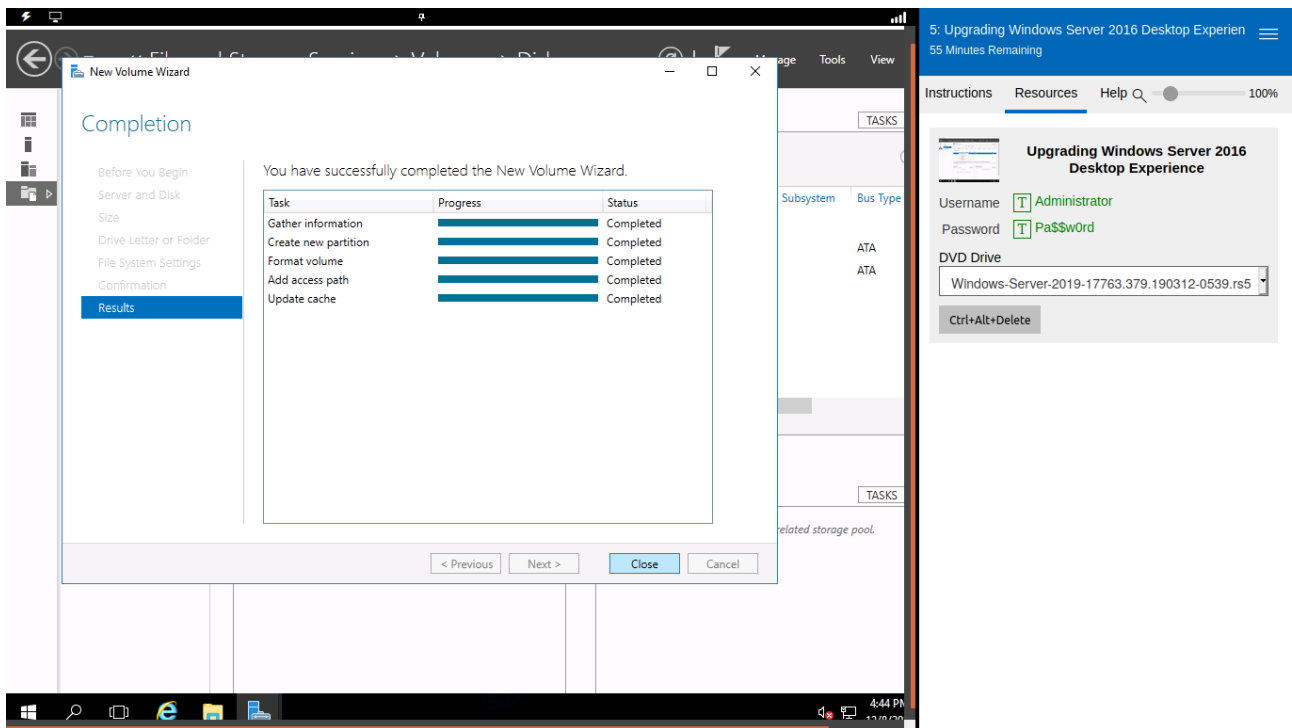 Tools
View
New Volume Wizard
Completion
TASKS
Before You Begin
Server and Disk
Size
Drive Letter or Folder
File System Settings
Confirmation
Results
You have successfully completed the New Volume Wizard.
Task Progress Status
Gather information Completed
Create new partition Completed
Format volume Completed
Add access path Completed
Update cache Completed
Subsystem Bus Type
ATA
ATA
TASKS
related storage pool.
< Previous Next > Close Cancel
4:44 PM
5: Upgrading Windows Server 2016 Desktop Experien
55 Minutes Remaining
Instructions Resources Help 100%
Upgrading Windows Server 2016
Desktop Experience
Username T Administrator
Password T Pa$$w0rd
DVD Drive
Windows-Server-2019-17763.379.190312-0539.rs5
Ctrl+Alt+Delete